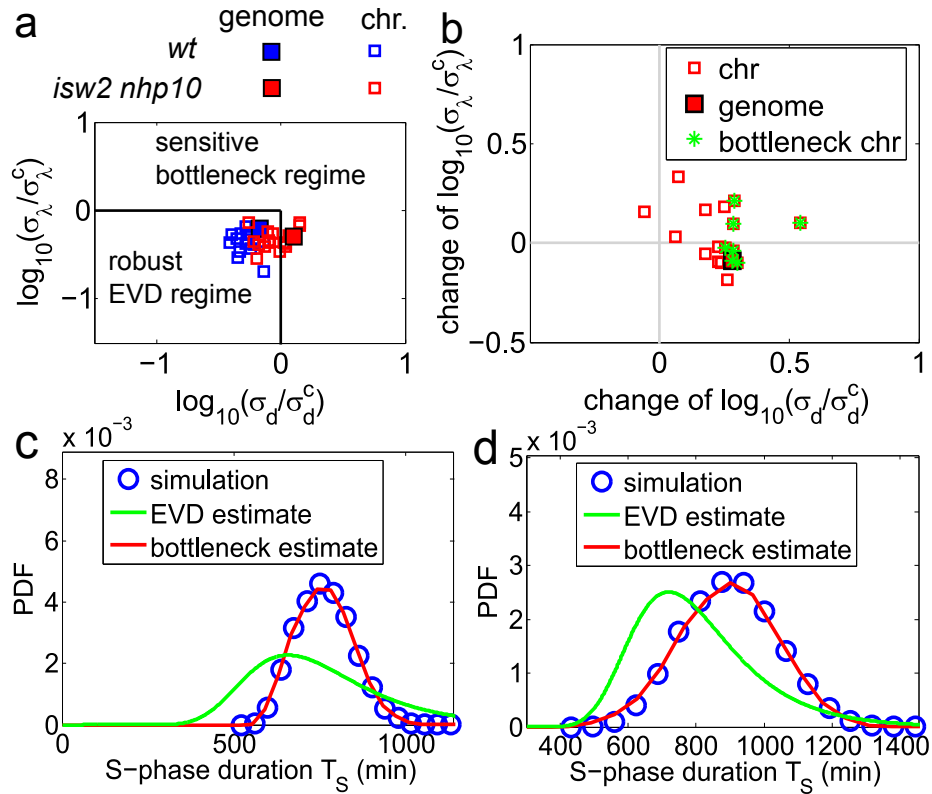 a
genome chr.
wt
isw2 nhp10
1
0
−1
−1 0 1
log₁₀(σλ/σλᶜ)
log₁₀(σd/σdᶜ)
sensitive
bottleneck regime
robust
EVD regime
b
1
0.5
0
−0.5
0 0.5 1
change of log₁₀(σλ/σλᶜ)
change of log₁₀(σd/σdᶜ)
chr
genome
bottleneck chr
c
x 10⁻³
8
6
4
2
0
0 500 1000
PDF
S−phase duration T_S (min)
simulation
EVD estimate
bottleneck estimate
d
x 10⁻³
5
4
3
2
1
0
400 600 800 1000 1200 1400
PDF
S−phase duration T_S (min)
simulation
EVD estimate
bottleneck estimate